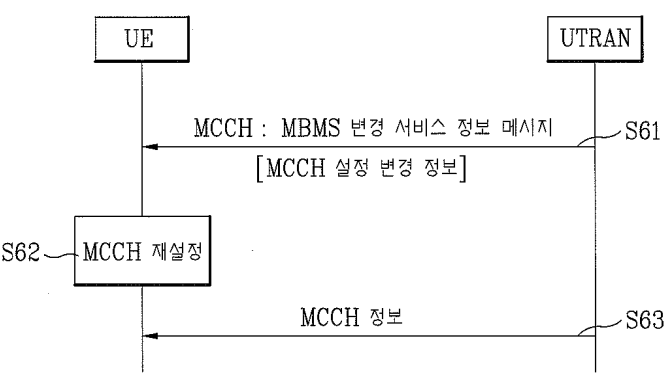 UE
UTRAN
MCCH : MBMS 변경 서비스 정보 메시지
S61
[MCCH 설정 변경 정보]
S62
MCCH 재설정
MCCH 정보
S63